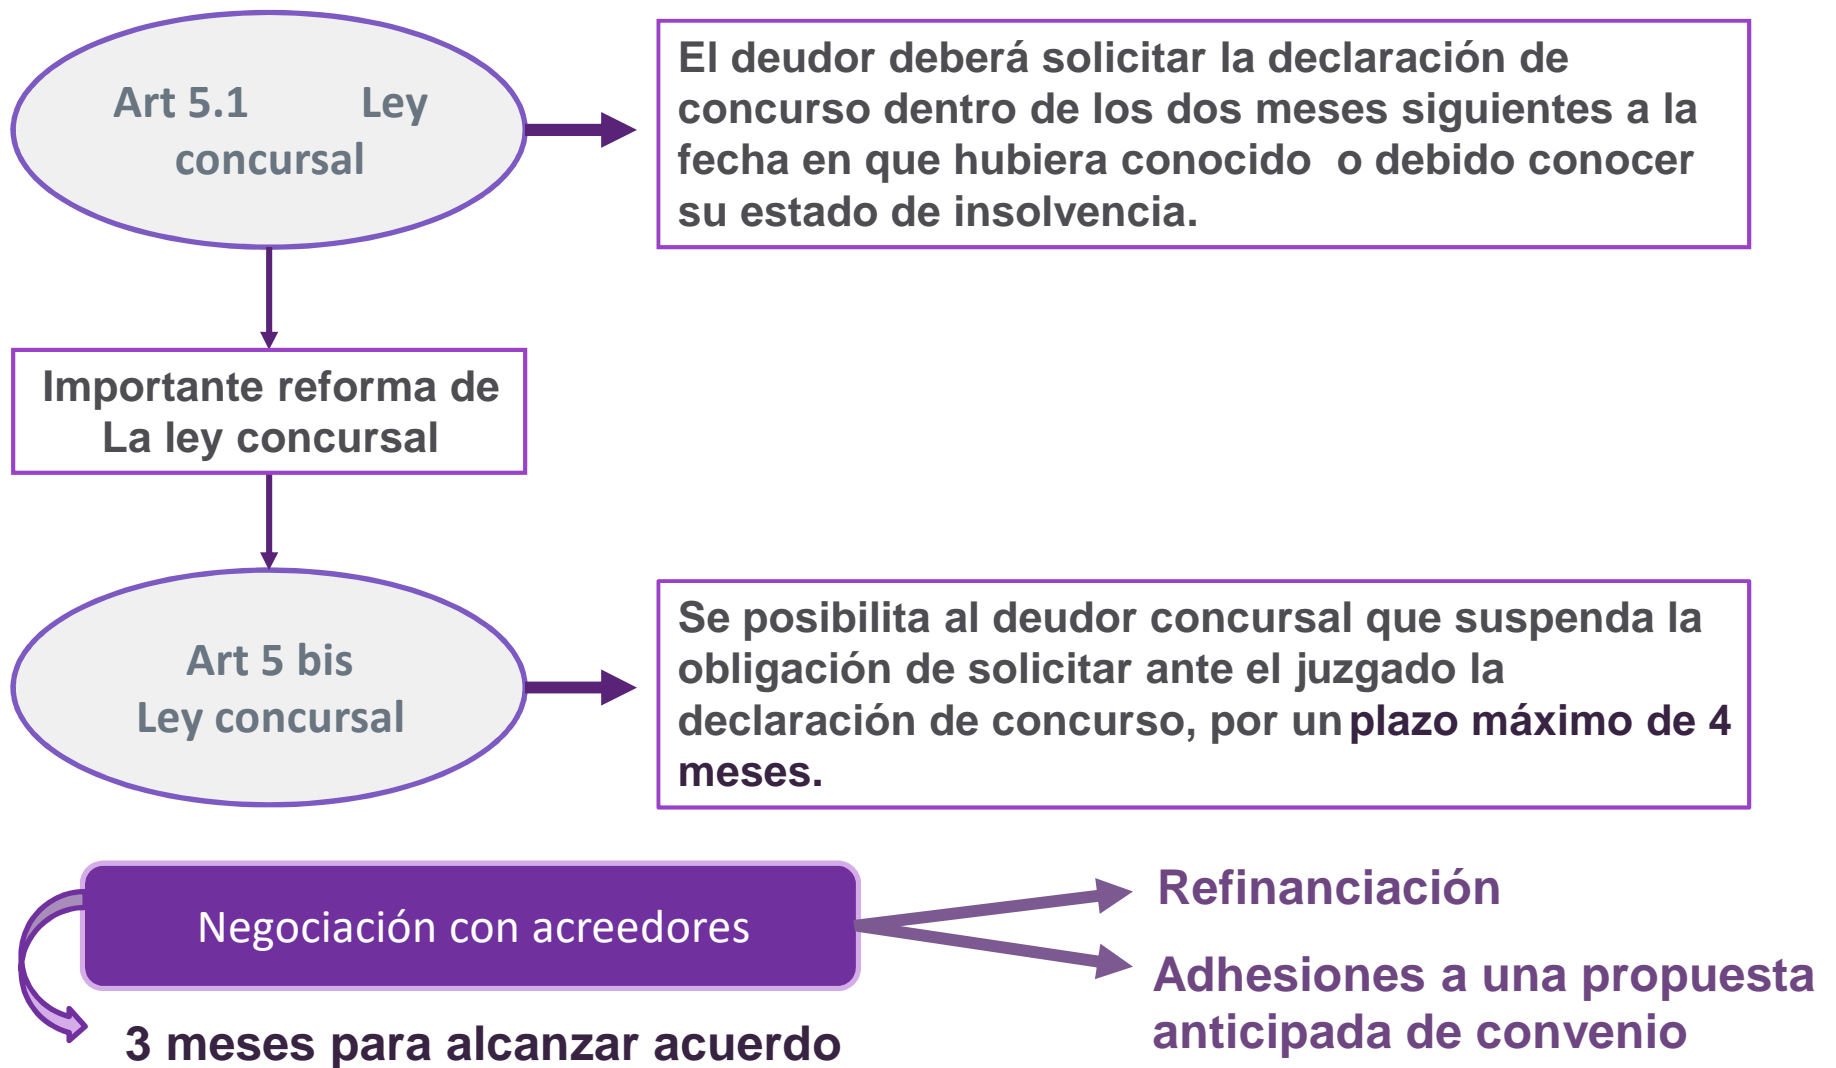 Art 5.1 Ley
concursal
El deudor deberá solicitar la declaración de
concurso dentro de los dos meses siguientes a la
fecha en que hubiera conocido o debido conocer
su estado de insolvencia.
Importante reforma de
La ley concursal
Art 5 bis
Ley concursal
Se posibilita al deudor concursal que suspenda la
obligación de solicitar ante el juzgado la
declaración de concurso, por un plazo máximo de 4
meses.
Negociación con acreedores
Refinanciación
Adhesiones a una propuesta
anticipada de convenio
3 meses para alcanzar acuerdo